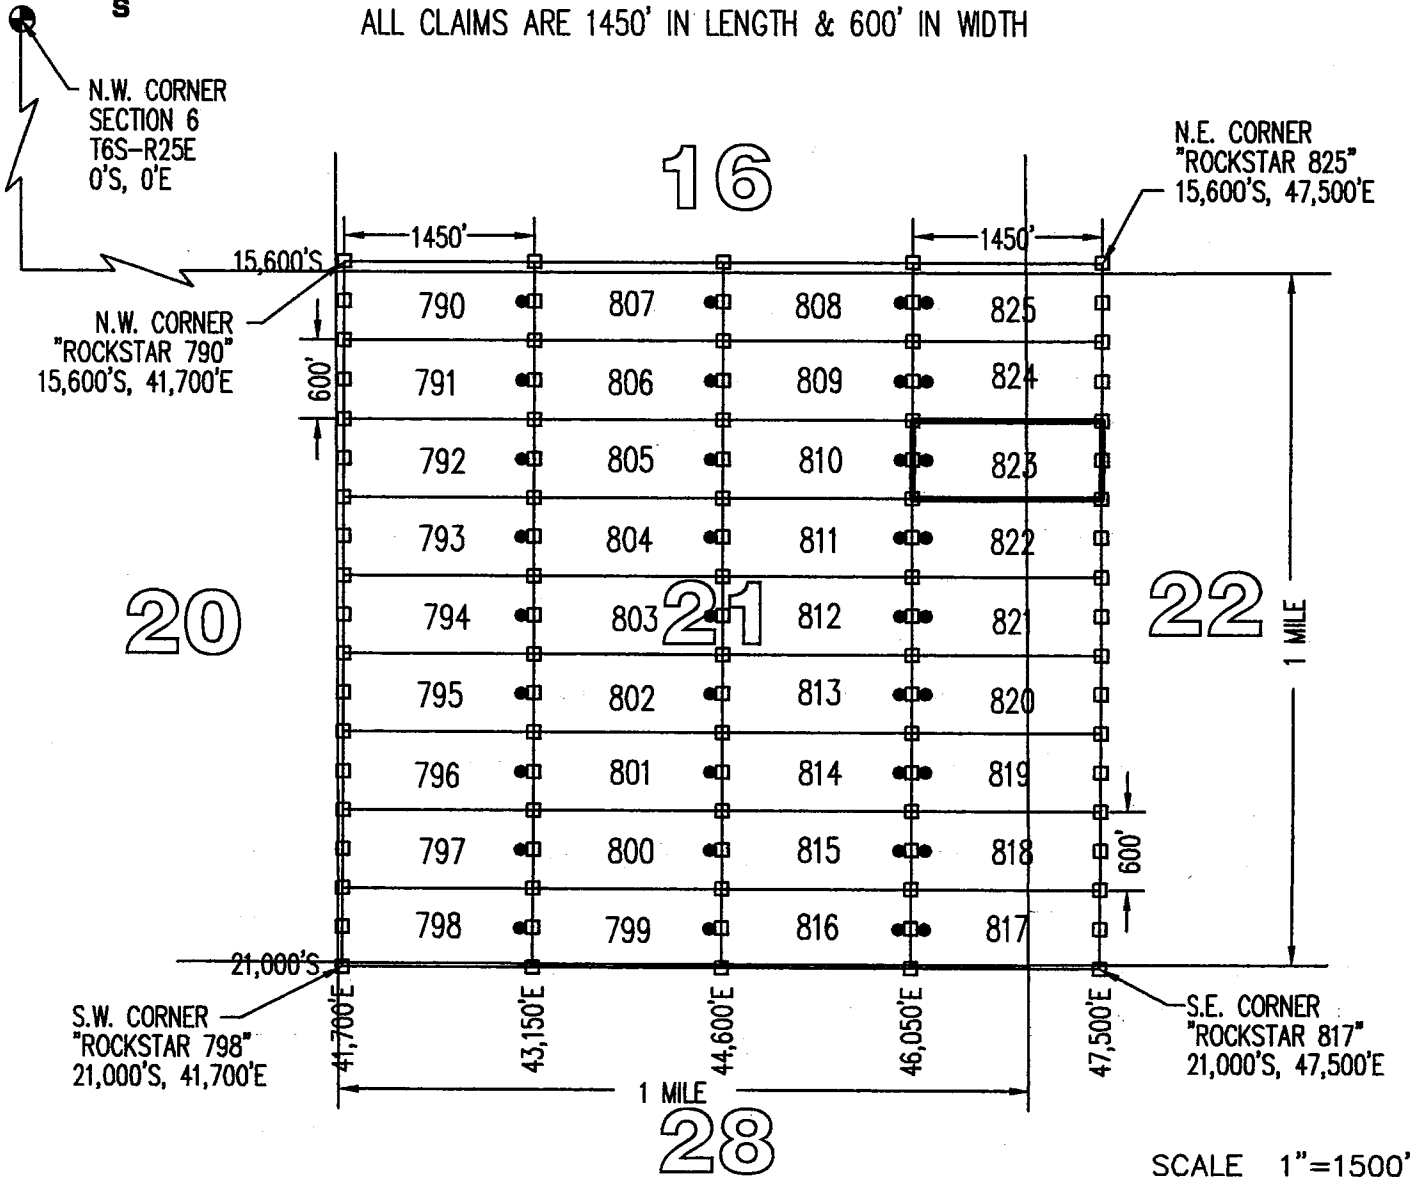 S
ALL CLAIMS ARE 1450' IN LENGTH & 600' IN WIDTH
N.W. CORNER
SECTION 6
T6S-R25E
0'S, 0'E
N.E. CORNER
"ROCKSTAR 825"
15,600'S, 47,500'E
16
1450'
1450'
15,600'S
N.W. CORNER
"ROCKSTAR 790"
15,600'S, 41,700'E
600'
790 807 808 825
791 806 809 824
792 805 810 823
793 804 811 822
20
21
22
1 MILE
794 803 812 821
795 802 813 820
796 801 814 819
797 800 815 818
600'
798 799 816 817
21,000'S
S.W. CORNER
"ROCKSTAR 798"
21,000'S, 41,700'E
41,700'E
43,150'E
44,600'E
46,050'E
47,500'E
S.E. CORNER
"ROCKSTAR 817"
21,000'S, 47,500'E
1 MILE
28
SCALE 1"=1500'